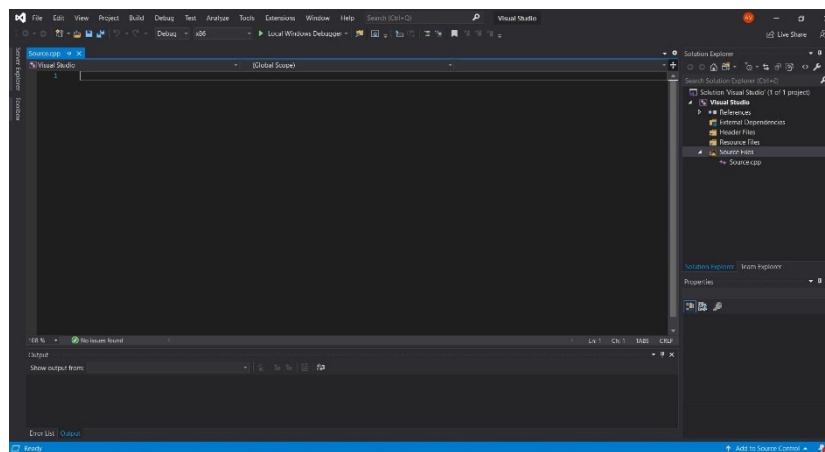 File Edit View Project Build Debug Test Analyze Tools Extensions Window Help Search (Ctrl+Q) Visual Studio
Debug x86 Local Windows Debugger Live Share
Server Explorer
Toolbox
Source.cpp
Visual Studio (Global Scope)
1
108 % No issues found Ln: 1 Ch: 1 TABS CRLF
Output
Show output from:
Error List Output
Solution Explorer
Search Solution Explorer (Ctrl+ü)
Solution 'Visual Studio' (1 of 1 project)
Visual Studio
References
External Dependencies
Header Files
Resource Files
Source Files
Source.cpp
Solution Explorer Team Explorer
Properties
Ready Add to Source Control